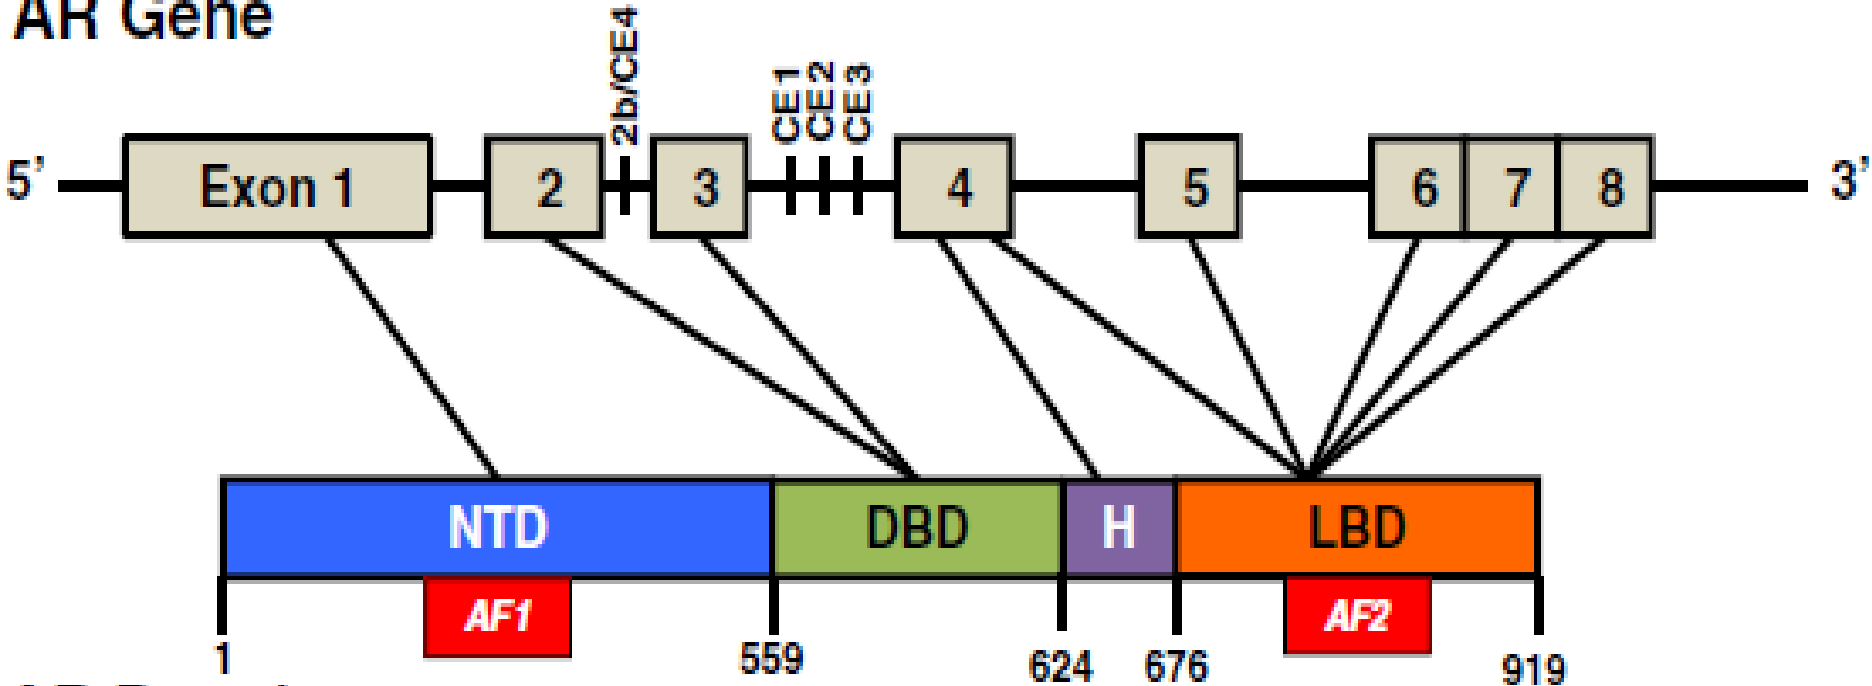 AR Gene
2b/CE4
CE1
CE2
CE3
5’
Exon 1
2
3
4
5
6
7
8
3’
NTD
DBD
H
LBD
AF1
AF2
1
559
624
676
919